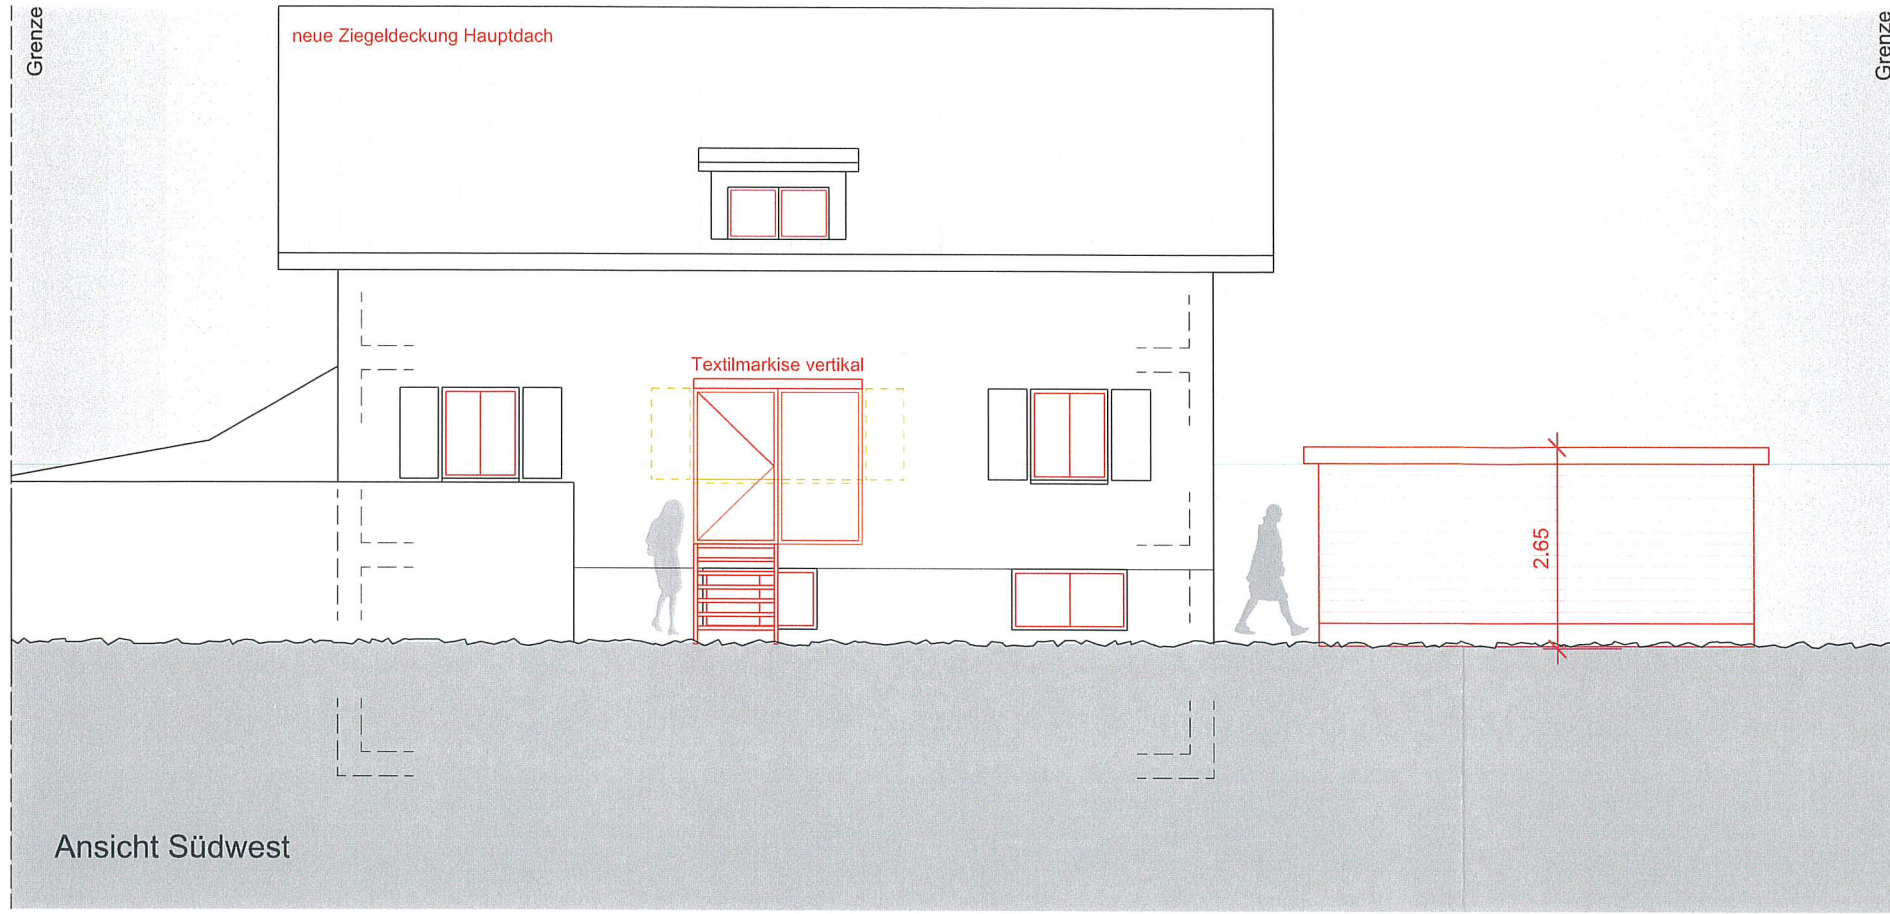 Grenze
neue Ziegeldeckung Hauptdach
Grenze
Textilmarkise vertikal
2.65
Ansicht Südwest